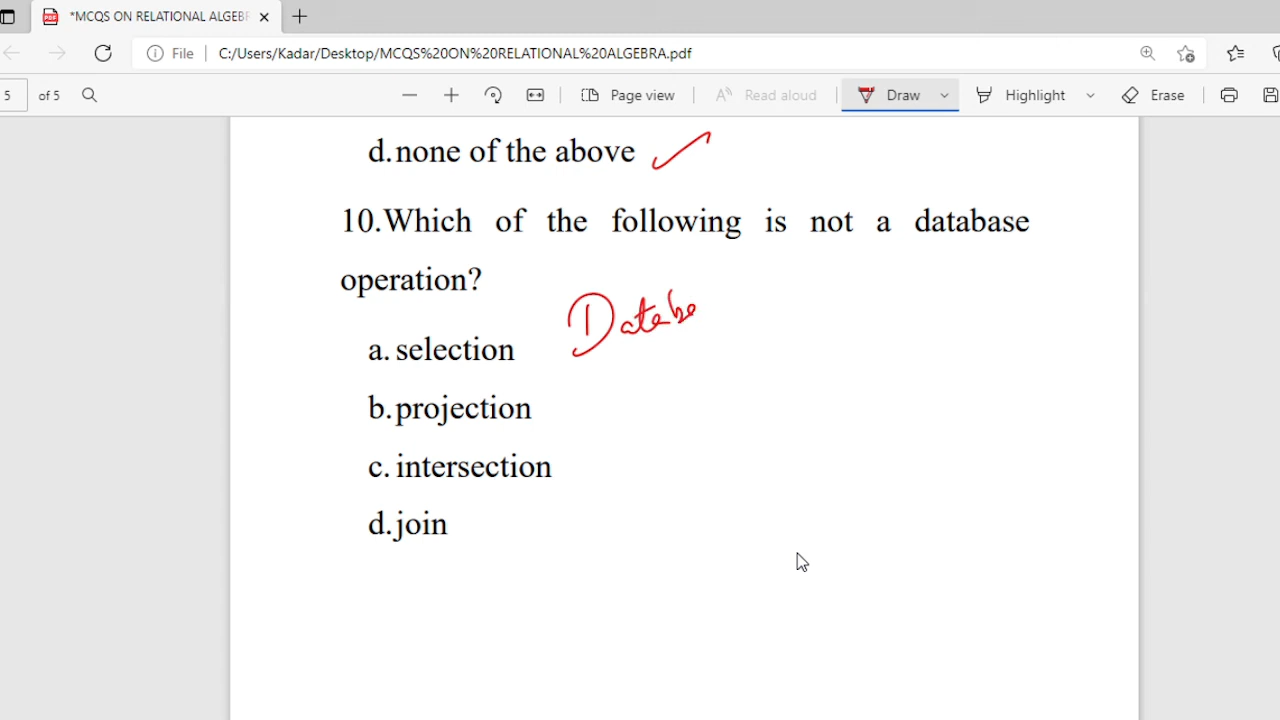 *MCQS ON RELATIONAL ALGEBR
File
C:/Users/Kadar/Desktop/MCQS%20ON%20RELATIONAL%20ALGEBRA.pdf
5 of 5
Page view
Read aloud
Draw
Highlight
Erase
d.none of the above
10.Which of the following is not a database
operation?
Datebe
a. selection
b.projection
c. intersection
d.join